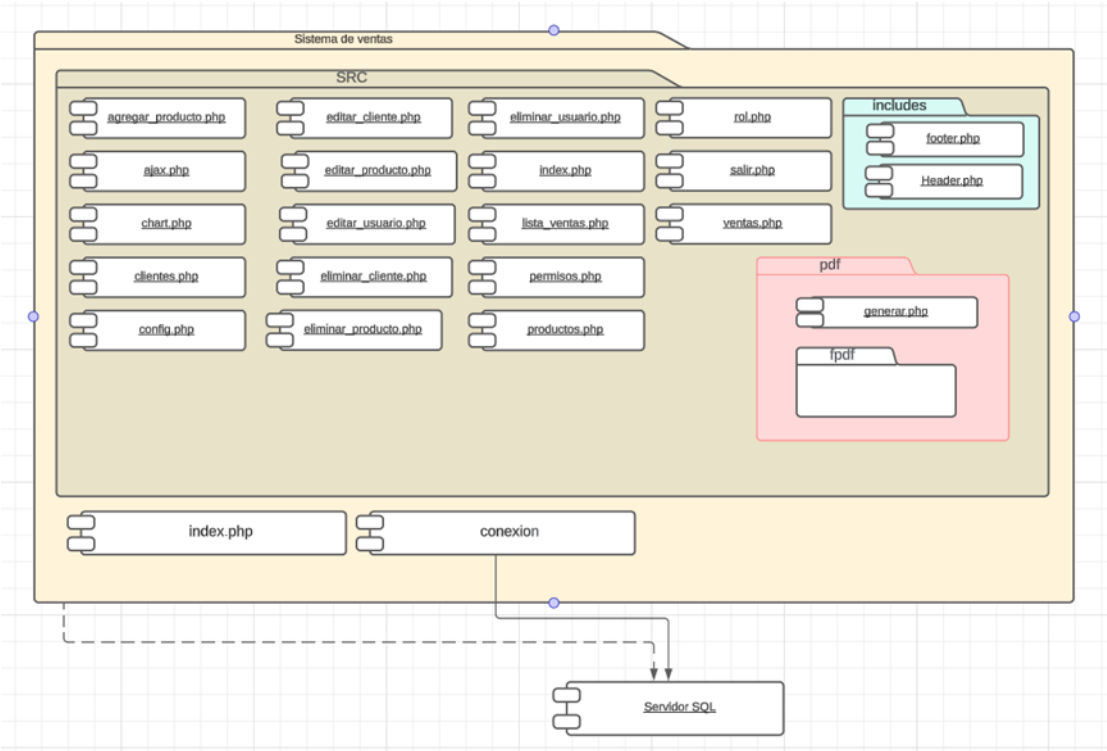 Sistema de ventas
SRC
agregar_producto.php
ajax.php
chart.php
clientes.php
config.php
editar_cliente.php
editar_producto.php
editar_usuario.php
eliminar_cliente.php
eliminar_producto.php
eliminar_usuario.php
index.php
lista_ventas.php
permisos.php
productos.php
rol.php
salir.php
ventas.php
includes
footer.php
Header.php
pdf
generar.php
fpdf
index.php
conexion
Servidor SQL